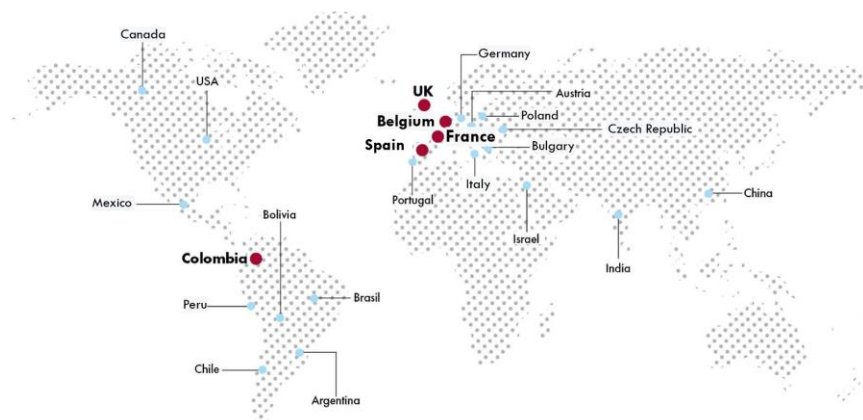 Canada
Germany
USA
UK
Austria
Belgium
Poland
Czech Republic
France
Spain
Bulgary
Italy
Portugal
China
Mexico
Bolivia
Israel
Colombia
India
Peru
Brasil
Chile
Argentina